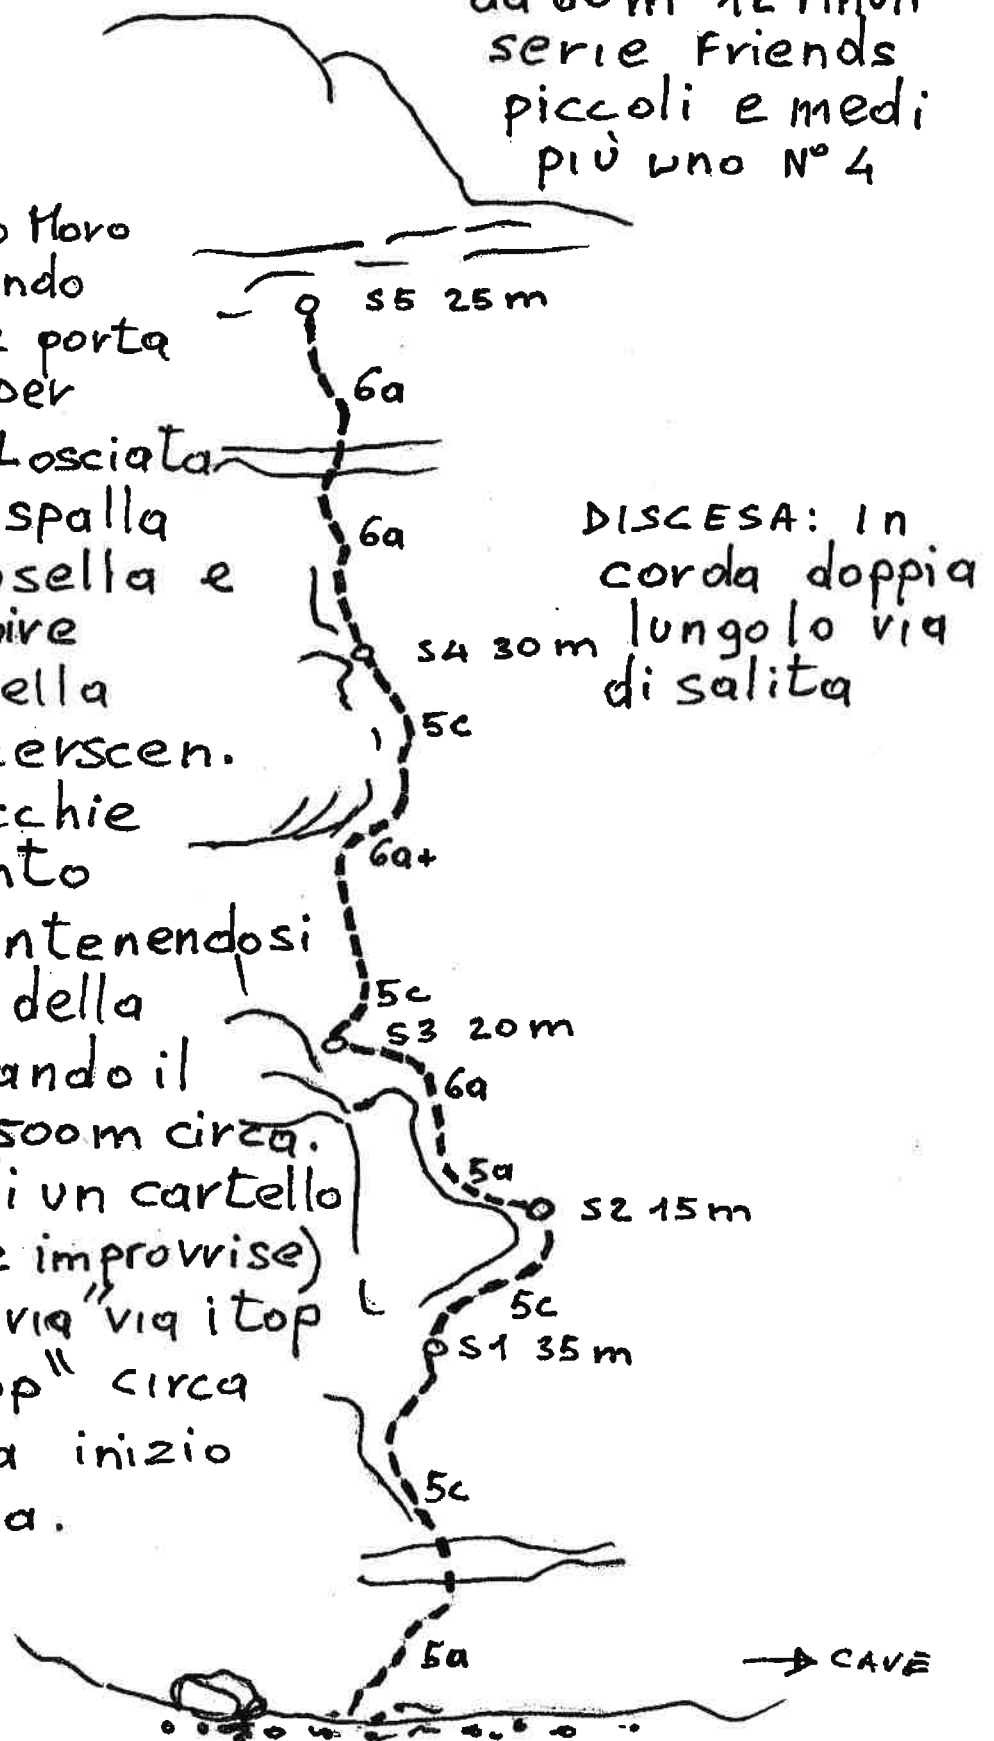 serie Friends
piccoli e medi
più uno N° 4
o Moro
ndo
porta
per
Losciata
spalla
sella e
ire
ella
erscen.
cchie
nto
ntenendosi
della
ando il
500m circa.
i un cartello
improvvise)
via "via itop
op" circa
a inizio
a.
S5 25m
6a
6a
DISCESA: In
corda doppia
lungo lo via
di salita
S4 30m
5c
6a+
5c
S3 20m
6a
5a
S2 15m
5c
S1 35m
5c
5a
→ CAVE